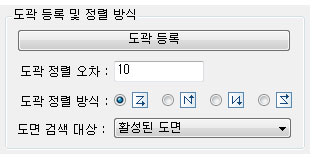 도곽 등록 및 정렬 방식
도곽 등록
도곽 정렬 오차 : 10
도곽 정렬 방식 :
도면 검색 대상 : 활성된 도면